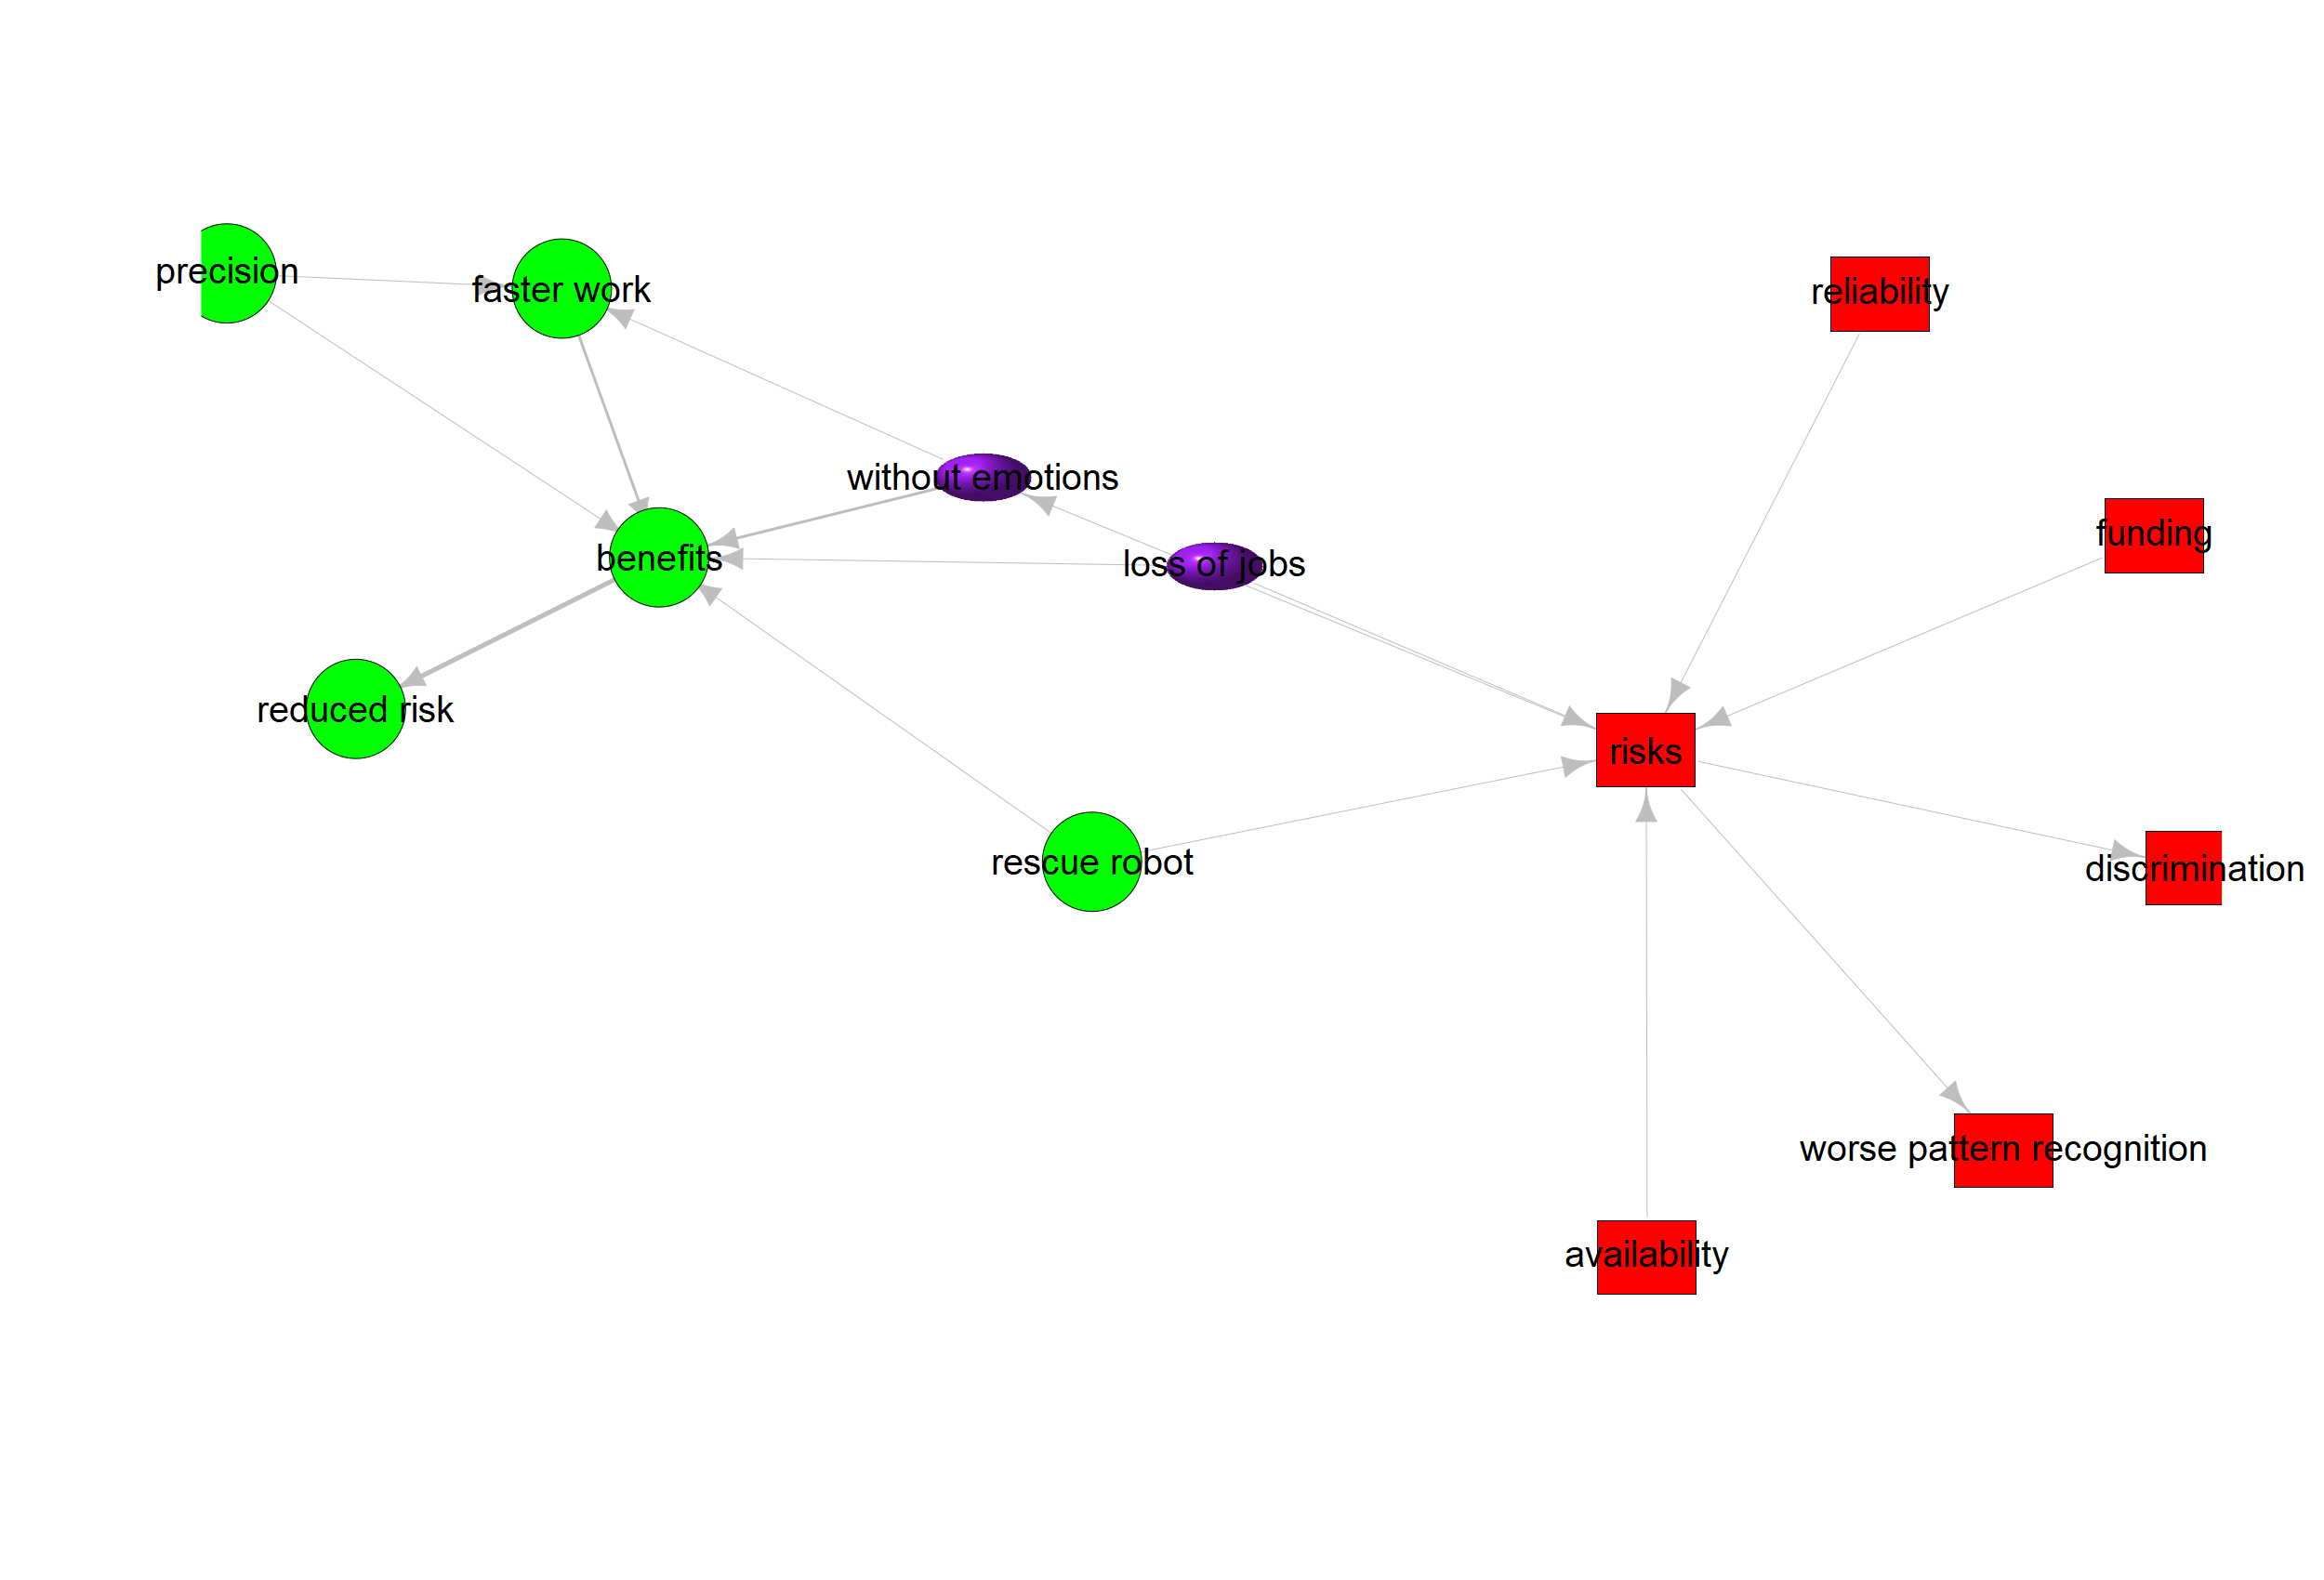 precision
faster work
reliability
without emotions
funding
benefits
loss of jobs
reduced risk
risks
rescue robot
discrimination
worse pattern recognition
availability